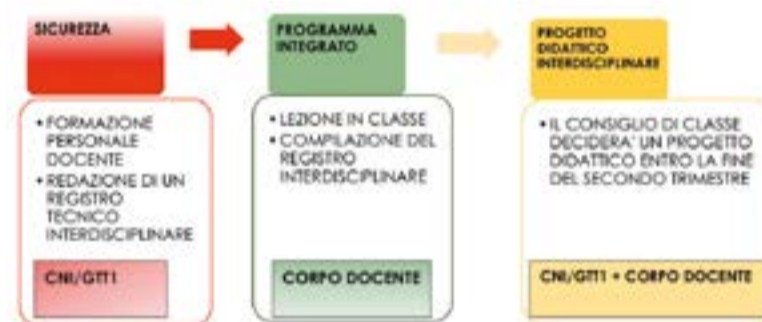 SICUREZZA
• FORMAZIONE
PERSONALE
DOCENTE
• REDAZIONE DI UN
REGISTRO
TECNICO
INTERDISCIPLINARE
CNI/GTT1
PROGRAMMA
INTEGRATO
• LEZIONE IN CLASSE
• COMPILAZIONE DEL
REGISTRO
INTERDISCIPLINARE
CORPO DOCENTE
PROGETTO
DIDATTICO
INTERDISCIPLINARE
• IL CONSIGLIO DI CLASSE
DECIDERA' UN PROGETTO
DIDATTICO ENTRO LA FINE
DEL SECONDO TRIMESTRE
CNI/GTT1 + CORPO DOCENTE